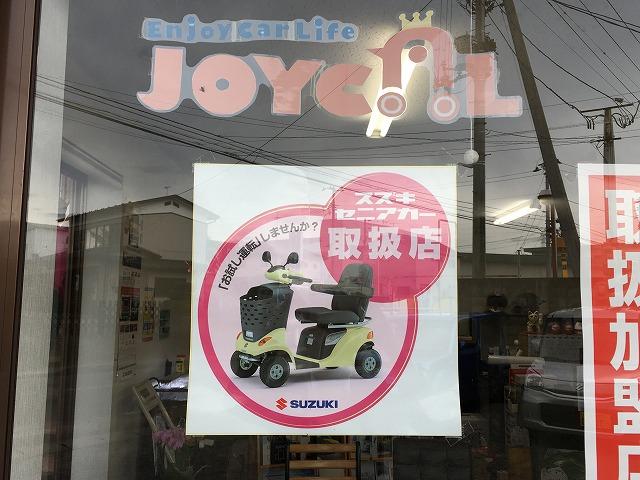 Enjoy Car Life
JOYCAL
スズキ
セニアカー
取扱店
「お試し運転」しませんか？
SUZUKI
取扱加盟店